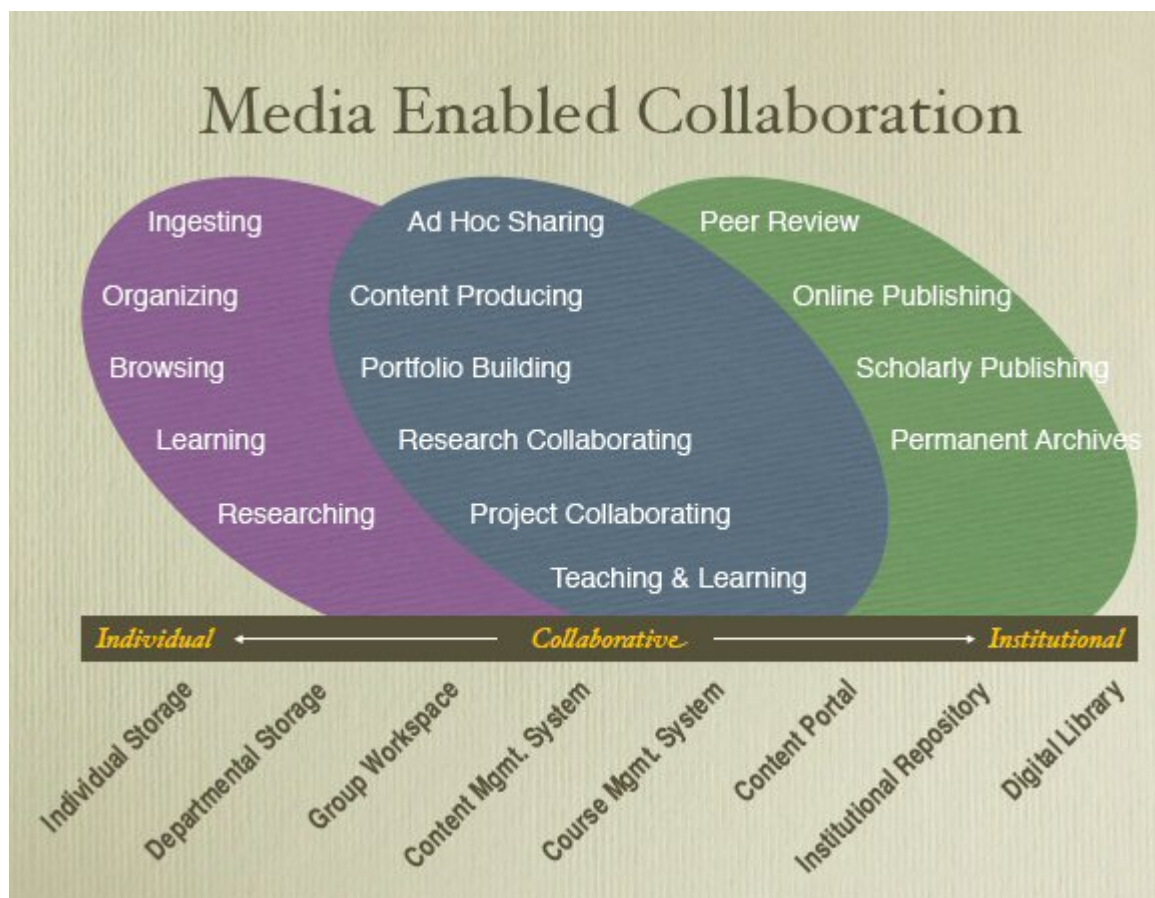 Media Enabled Collaboration
Ingesting
Organizing
Browsing
Learning
Researching
Ad Hoc Sharing
Content Producing
Portfolio Building
Research Collaborating
Project Collaborating
Teaching & Learning
Peer Review
Online Publishing
Scholarly Publishing
Permanent Archives
Individual
Collaborative
Institutional
Individual Storage
Departmental Storage
Group Workspace
Content Mgmt. System
Course Mgmt. System
Content Portal
Institutional Repository
Digital Library